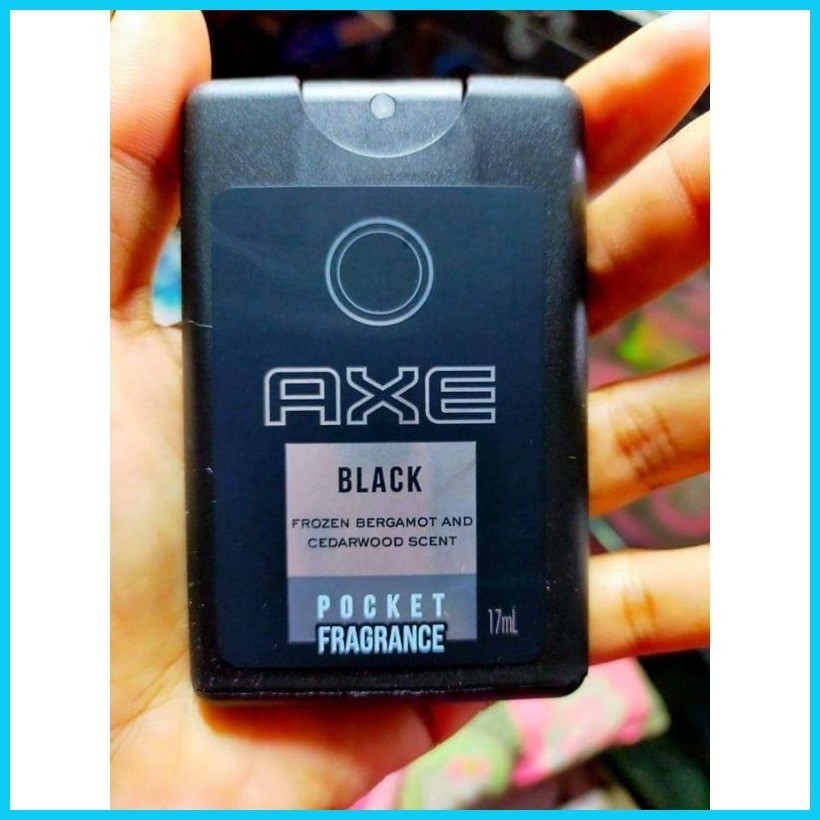 AXE
BLACK
FROZEN BERGAMOT AND
CEDARWOOD SCENT
POCKET
FRAGRANCE
17mL